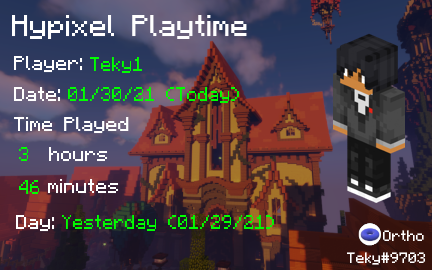 Hypixel Playtime
Player: Teky1
Date: 01/30/21 (Today)
Time Played
3 hours
46 minutes
Day: Yesterday (01/29/21)
Ortho
Teky#9703